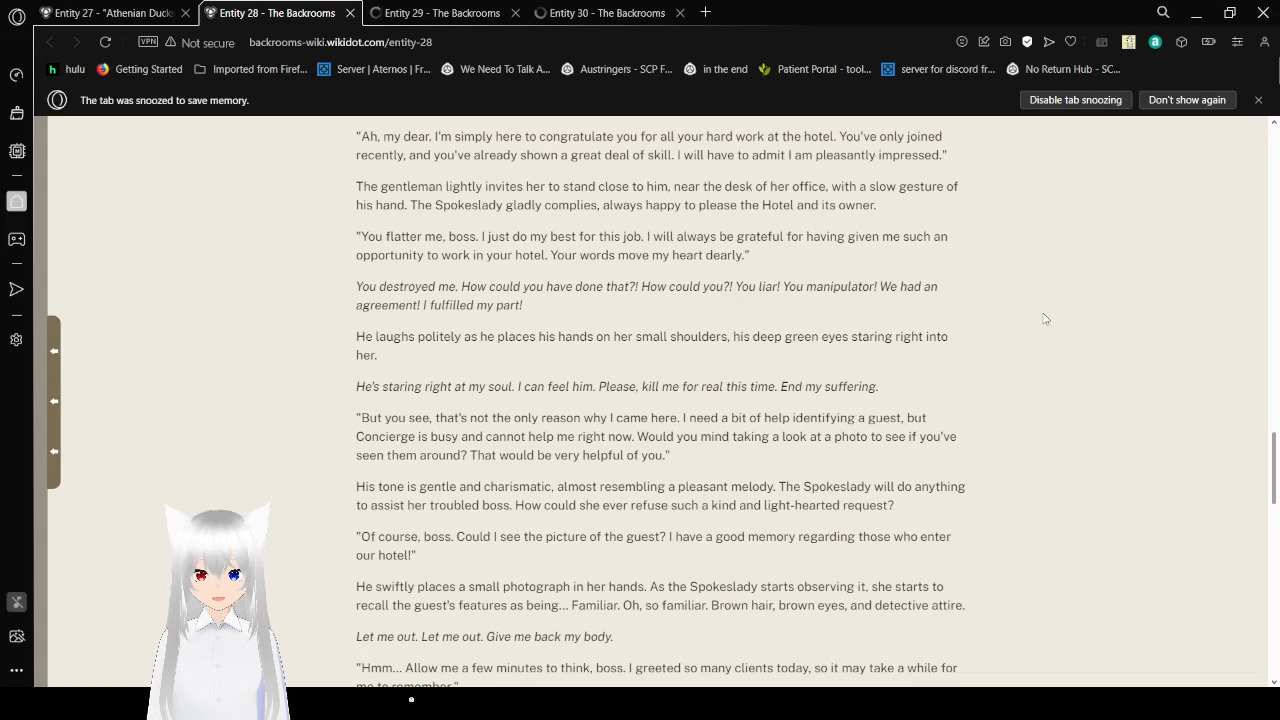 Entity 27 - "Athenian Ducks
Entity 28 - The Backrooms
Entity 29 - The Backrooms
Entity 30 - The Backrooms
VPN
Not secure
backrooms-wiki.wikidot.com/entity-28
hulu
Getting Started
Imported from Firef...
Server | Aternos | Fr...
We Need To Talk A...
Austringers - SCP F...
in the end
Patient Portal - tool...
server for discord fr...
No Return Hub - SC...
The tab was snoozed to save memory.
Disable tab snoozing
Don't show again
"Ah, my dear. I'm simply here to congratulate you for all your hard work at the hotel. You've only joined
recently, and you've already shown a great deal of skill. I will have to admit I am pleasantly impressed."
The gentleman lightly invites her to stand close to him, near the desk of her office, with a slow gesture of
his hand. The Spokeslady gladly complies, always happy to please the Hotel and its owner.
"You flatter me, boss. I just do my best for this job. I will always be grateful for having given me such an
opportunity to work in your hotel. Your words move my heart dearly."
You destroyed me. How could you have done that?! How could you?! You liar! You manipulator! We had an
agreement! I fulfilled my part!
He laughs politely as he places his hands on her small shoulders, his deep green eyes staring right into
her.
He's staring right at my soul. I can feel him. Please, kill me for real this time. End my suffering.
"But you see, that's not the only reason why I came here. I need a bit of help identifying a guest, but
Concierge is busy and cannot help me right now. Would you mind taking a look at a photo to see if you've
seen them around? That would be very helpful of you."
His tone is gentle and charismatic, almost resembling a pleasant melody. The Spokeslady will do anything
to assist her troubled boss. How could she ever refuse such a kind and light-hearted request?
"Of course, boss. Could I see the picture of the guest? I have a good memory regarding those who enter
our hotel!"
He swiftly places a small photograph in her hands. As the Spokeslady starts observing it, she starts to
recall the guest's features as being... Familiar. Oh, so familiar. Brown hair, brown eyes, and detective attire.
Let me out. Let me out. Give me back my body.
"Hmm... Allow me a few minutes to think, boss. I greeted so many clients today, so it may take a while for
me to remember."